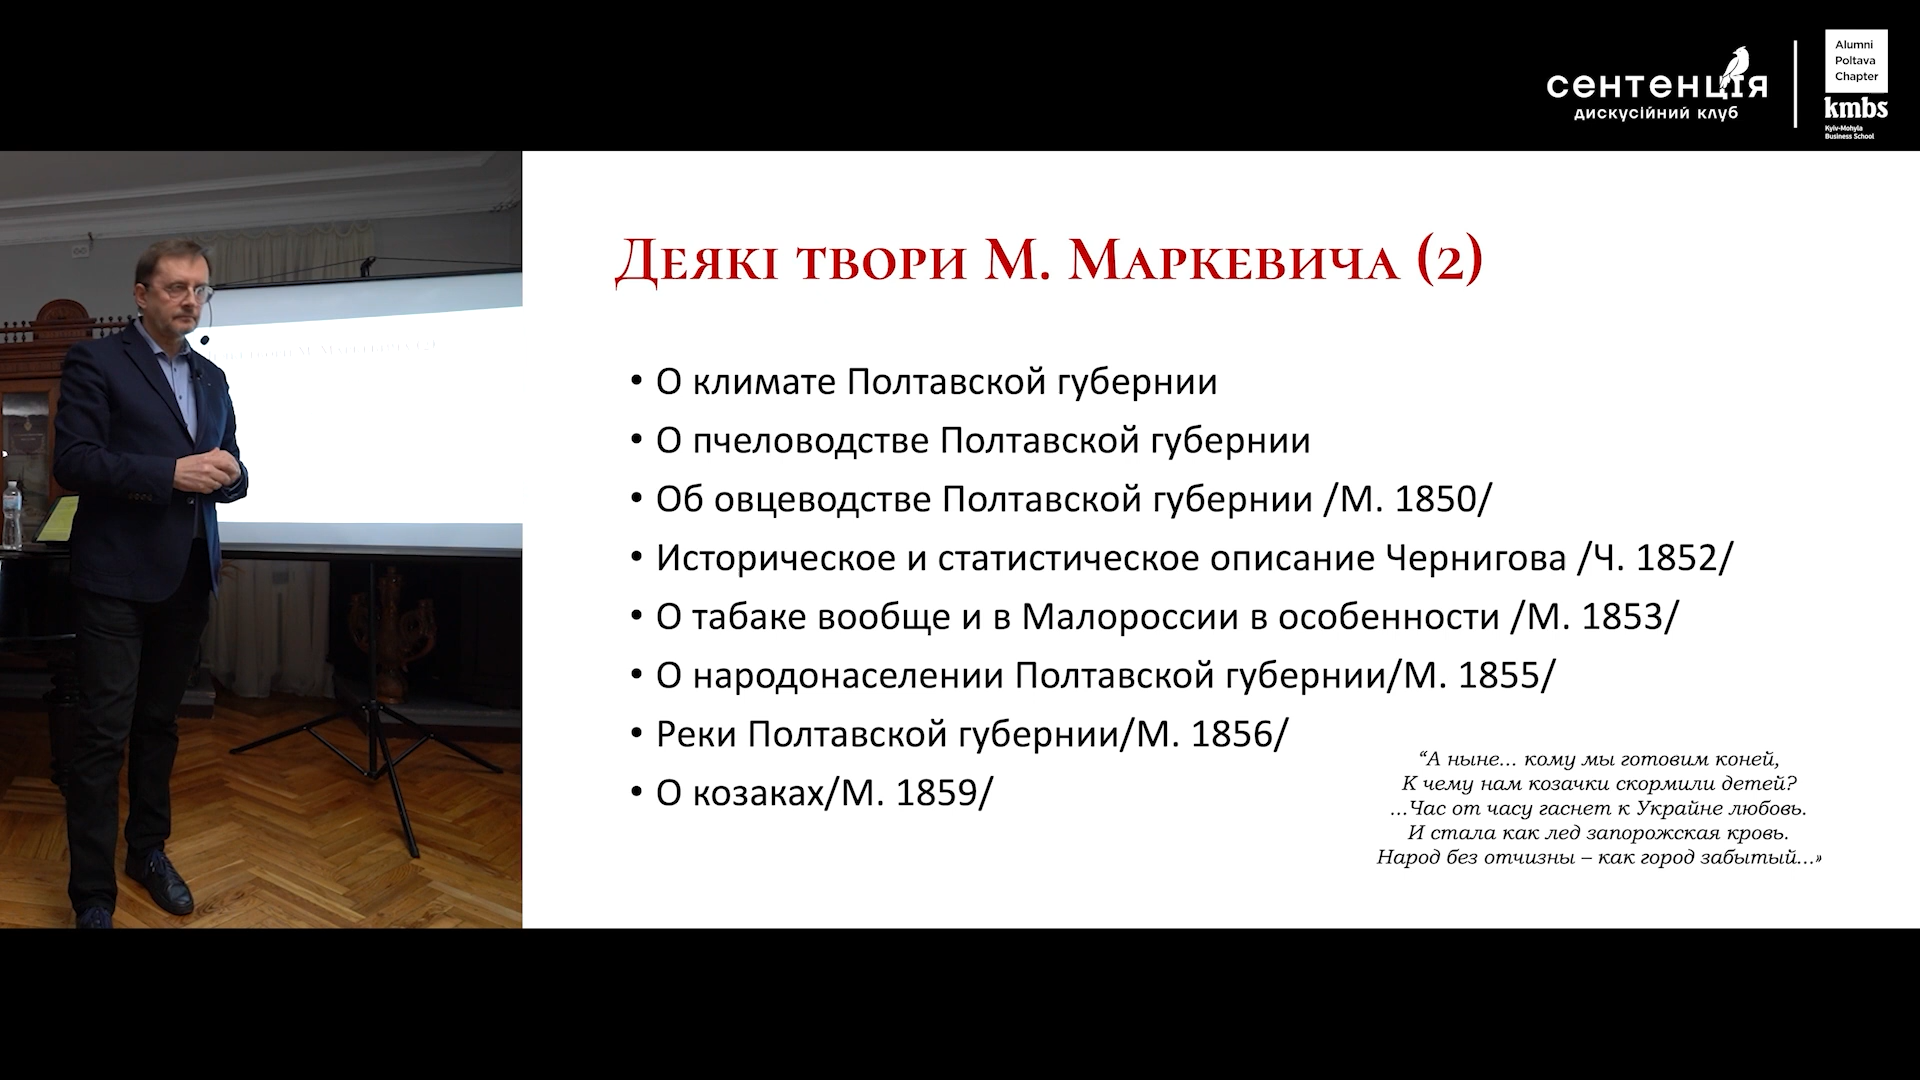 сентенція
дискусійний клуб
Alumni
Poltava
Chapter
kmbs
Kyiv-Mohyla
Business School
Деякі твори М. Маркевича (2)
• О климате Полтавской губернии
• О пчеловодстве Полтавской губернии
• Об овцеводстве Полтавской губернии /М. 1850/
• Историческое и статистическое описание Чернигова /Ч. 1852/
• О табаке вообще и в Малороссии в особенности /М. 1853/
• О народонаселении Полтавской губернии/М. 1855/
• Реки Полтавской губернии/М. 1856/
• О козаках/М. 1859/
“А ныне... кому мы готовим коней,
К чему нам козачки скормили детей?
...Час от часу гаснет к Украйне любовь.
И стала как лед запорожская кровь.
Народ без отчизны – как город забытый...»